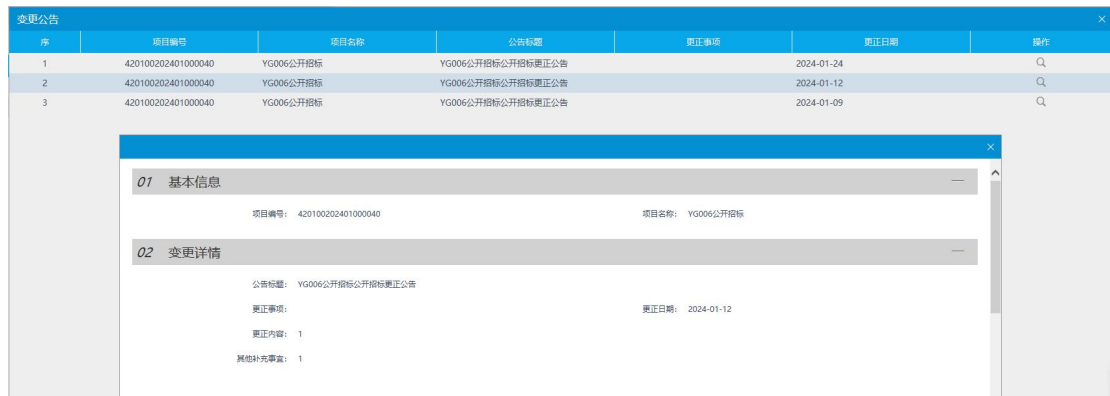 变更公告
序 项目编号 项目名称 公告标题 更正事项 更正日期 操作
1 420100202401000040 YG006公开招标 YG006公开招标公开招标更正公告 2024-01-24
2 420100202401000040 YG006公开招标 YG006公开招标公开招标更正公告 2024-01-12
3 420100202401000040 YG006公开招标 YG006公开招标公开招标更正公告 2024-01-09
01 基本信息
项目编号： 420100202401000040 项目名称： YG006公开招标
02 变更详情
公告标题： YG006公开招标公开招标更正公告
更正事项： 更正日期： 2024-01-12
更正内容： 1
其他补充事宜： 1